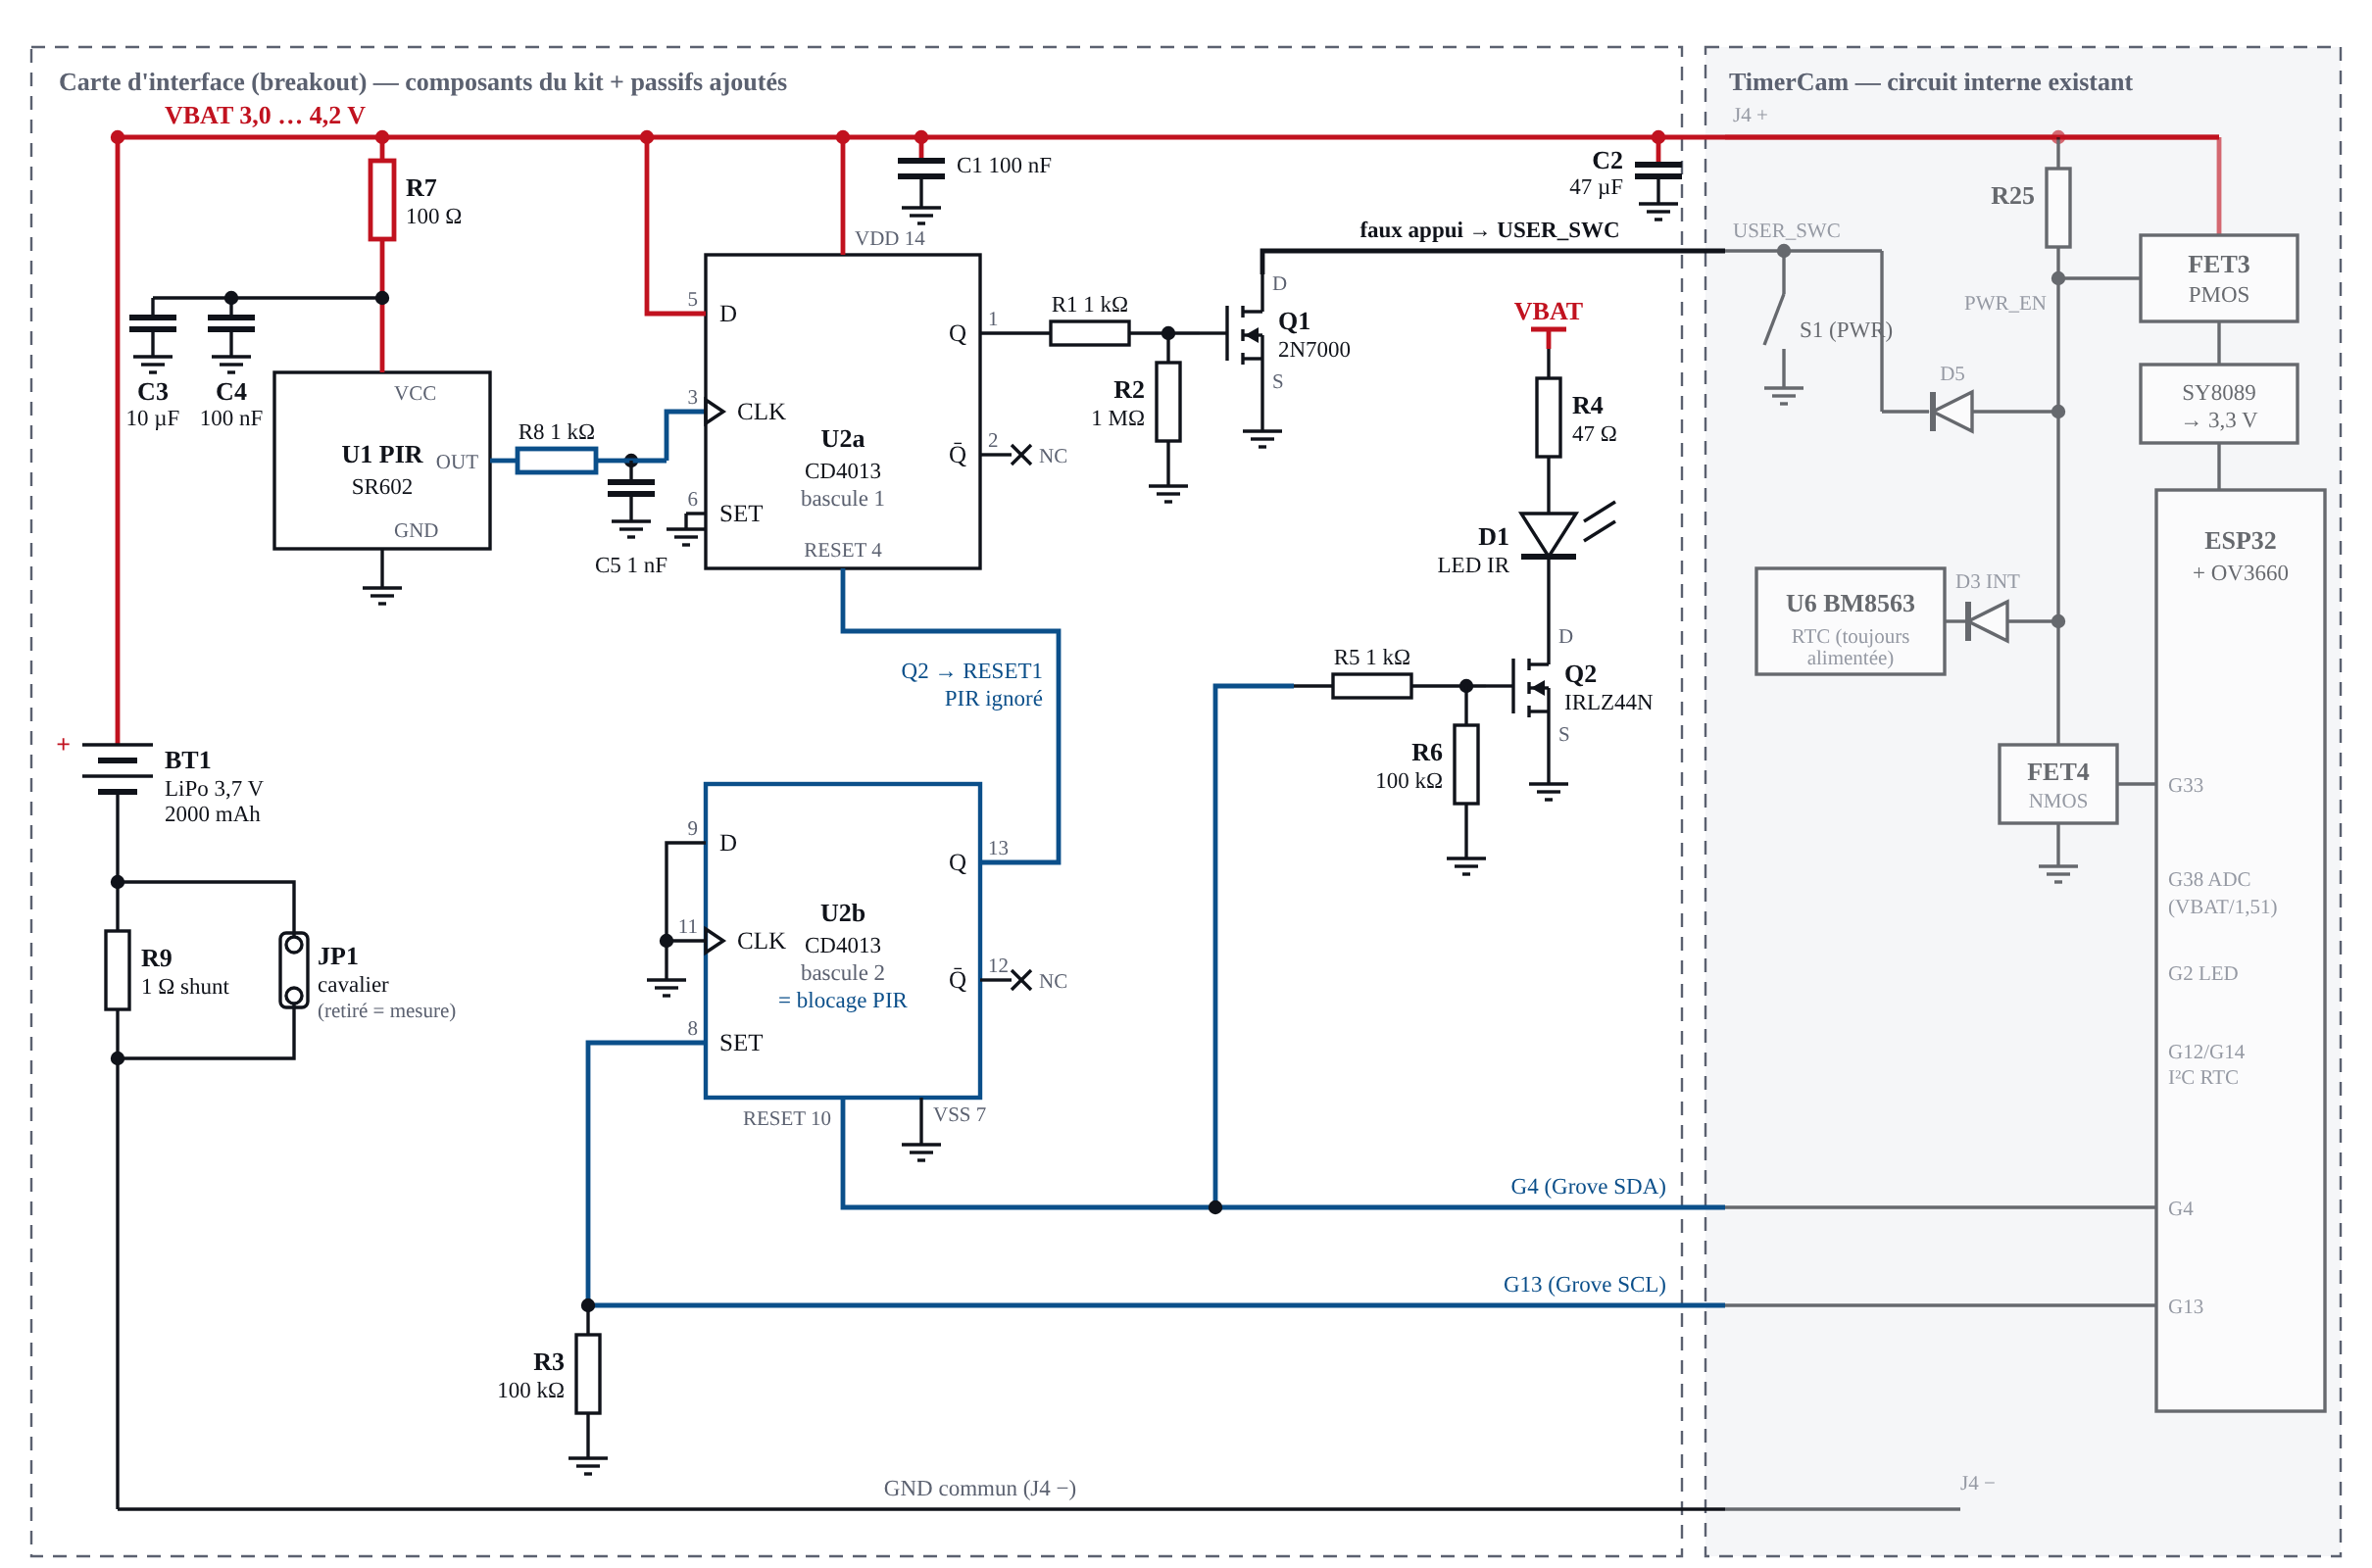 Carte d'interface (breakout) — composants du kit + passifs ajoutés
TimerCam — circuit interne existant
VBAT 3,0 … 4,2 V
J4 +
R7
100 Ω
C1 100 nF
C2
47 µF
VDD 14
faux appui → USER_SWC
USER_SWC
R25
C3
10 µF
C4
100 nF
VCC
U1 PIR
SR602
OUT
GND
R8 1 kΩ
C5 1 nF
5
D
3
CLK
6
SET
U2a
CD4013
bascule 1
RESET 4
Q
1
Q̄
2
NC
R1 1 kΩ
R2
1 MΩ
D
Q1
2N7000
S
VBAT
R4
47 Ω
D1
LED IR
S1 (PWR)
PWR_EN
FET3
PMOS
D5
SY8089
→ 3,3 V
ESP32
+ OV3660
U6 BM8563
RTC (toujours
alimentée)
D3 INT
Q2 → RESET1
PIR ignoré
R5 1 kΩ
D
Q2
IRLZ44N
S
R6
100 kΩ
+
BT1
LiPo 3,7 V
2000 mAh
FET4
NMOS
G33
G38 ADC
(VBAT/1,51)
G2 LED
G12/G14
I²C RTC
9
D
11
CLK
8
SET
U2b
CD4013
bascule 2
= blocage PIR
Q
13
Q̄
12
NC
RESET 10
VSS 7
R9
1 Ω shunt
JP1
cavalier
(retiré = mesure)
G4 (Grove SDA)
G4
G13 (Grove SCL)
G13
R3
100 kΩ
GND commun (J4 −)
J4 −